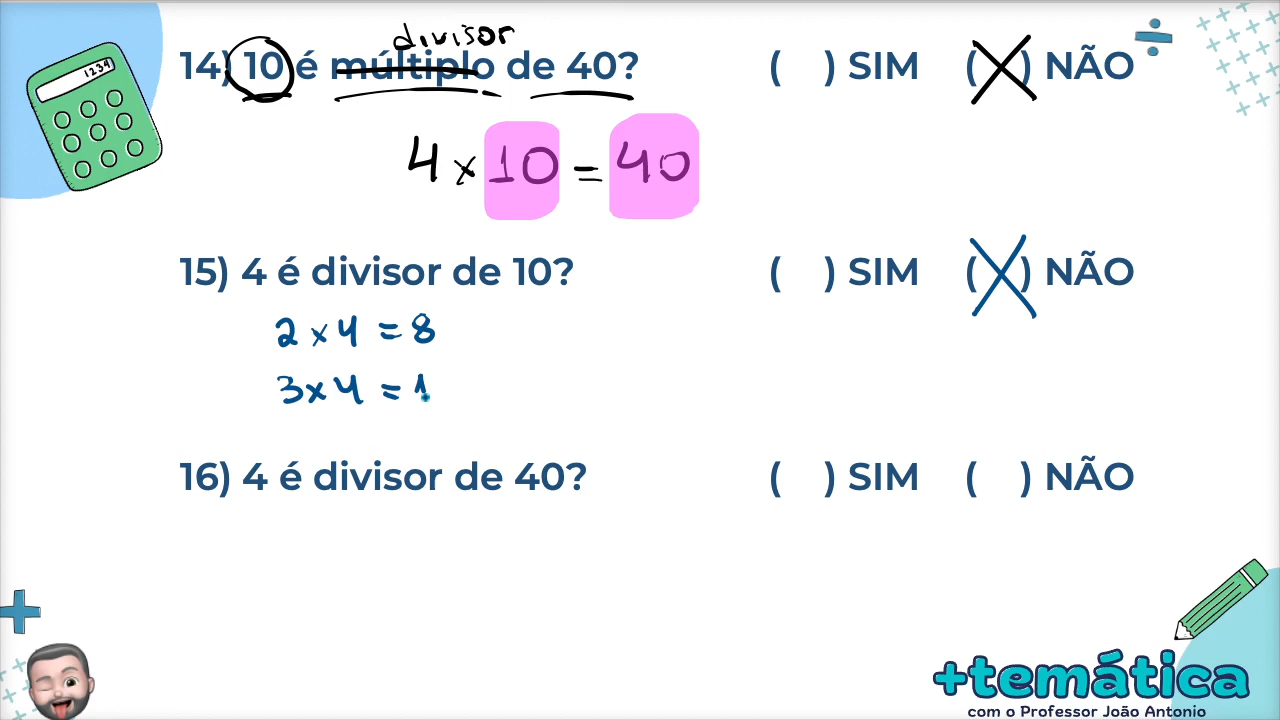 divisor
14) 10 é múltiplo de 40? ( ) SIM (X) NÃO
1239
4 x 10 = 40
15) 4 é divisor de 10? ( ) SIM (X) NÃO
2 x 4 = 8
3 x 4 = 1
16) 4 é divisor de 40? ( ) SIM ( ) NÃO
+temática
com o Professor João Antonio